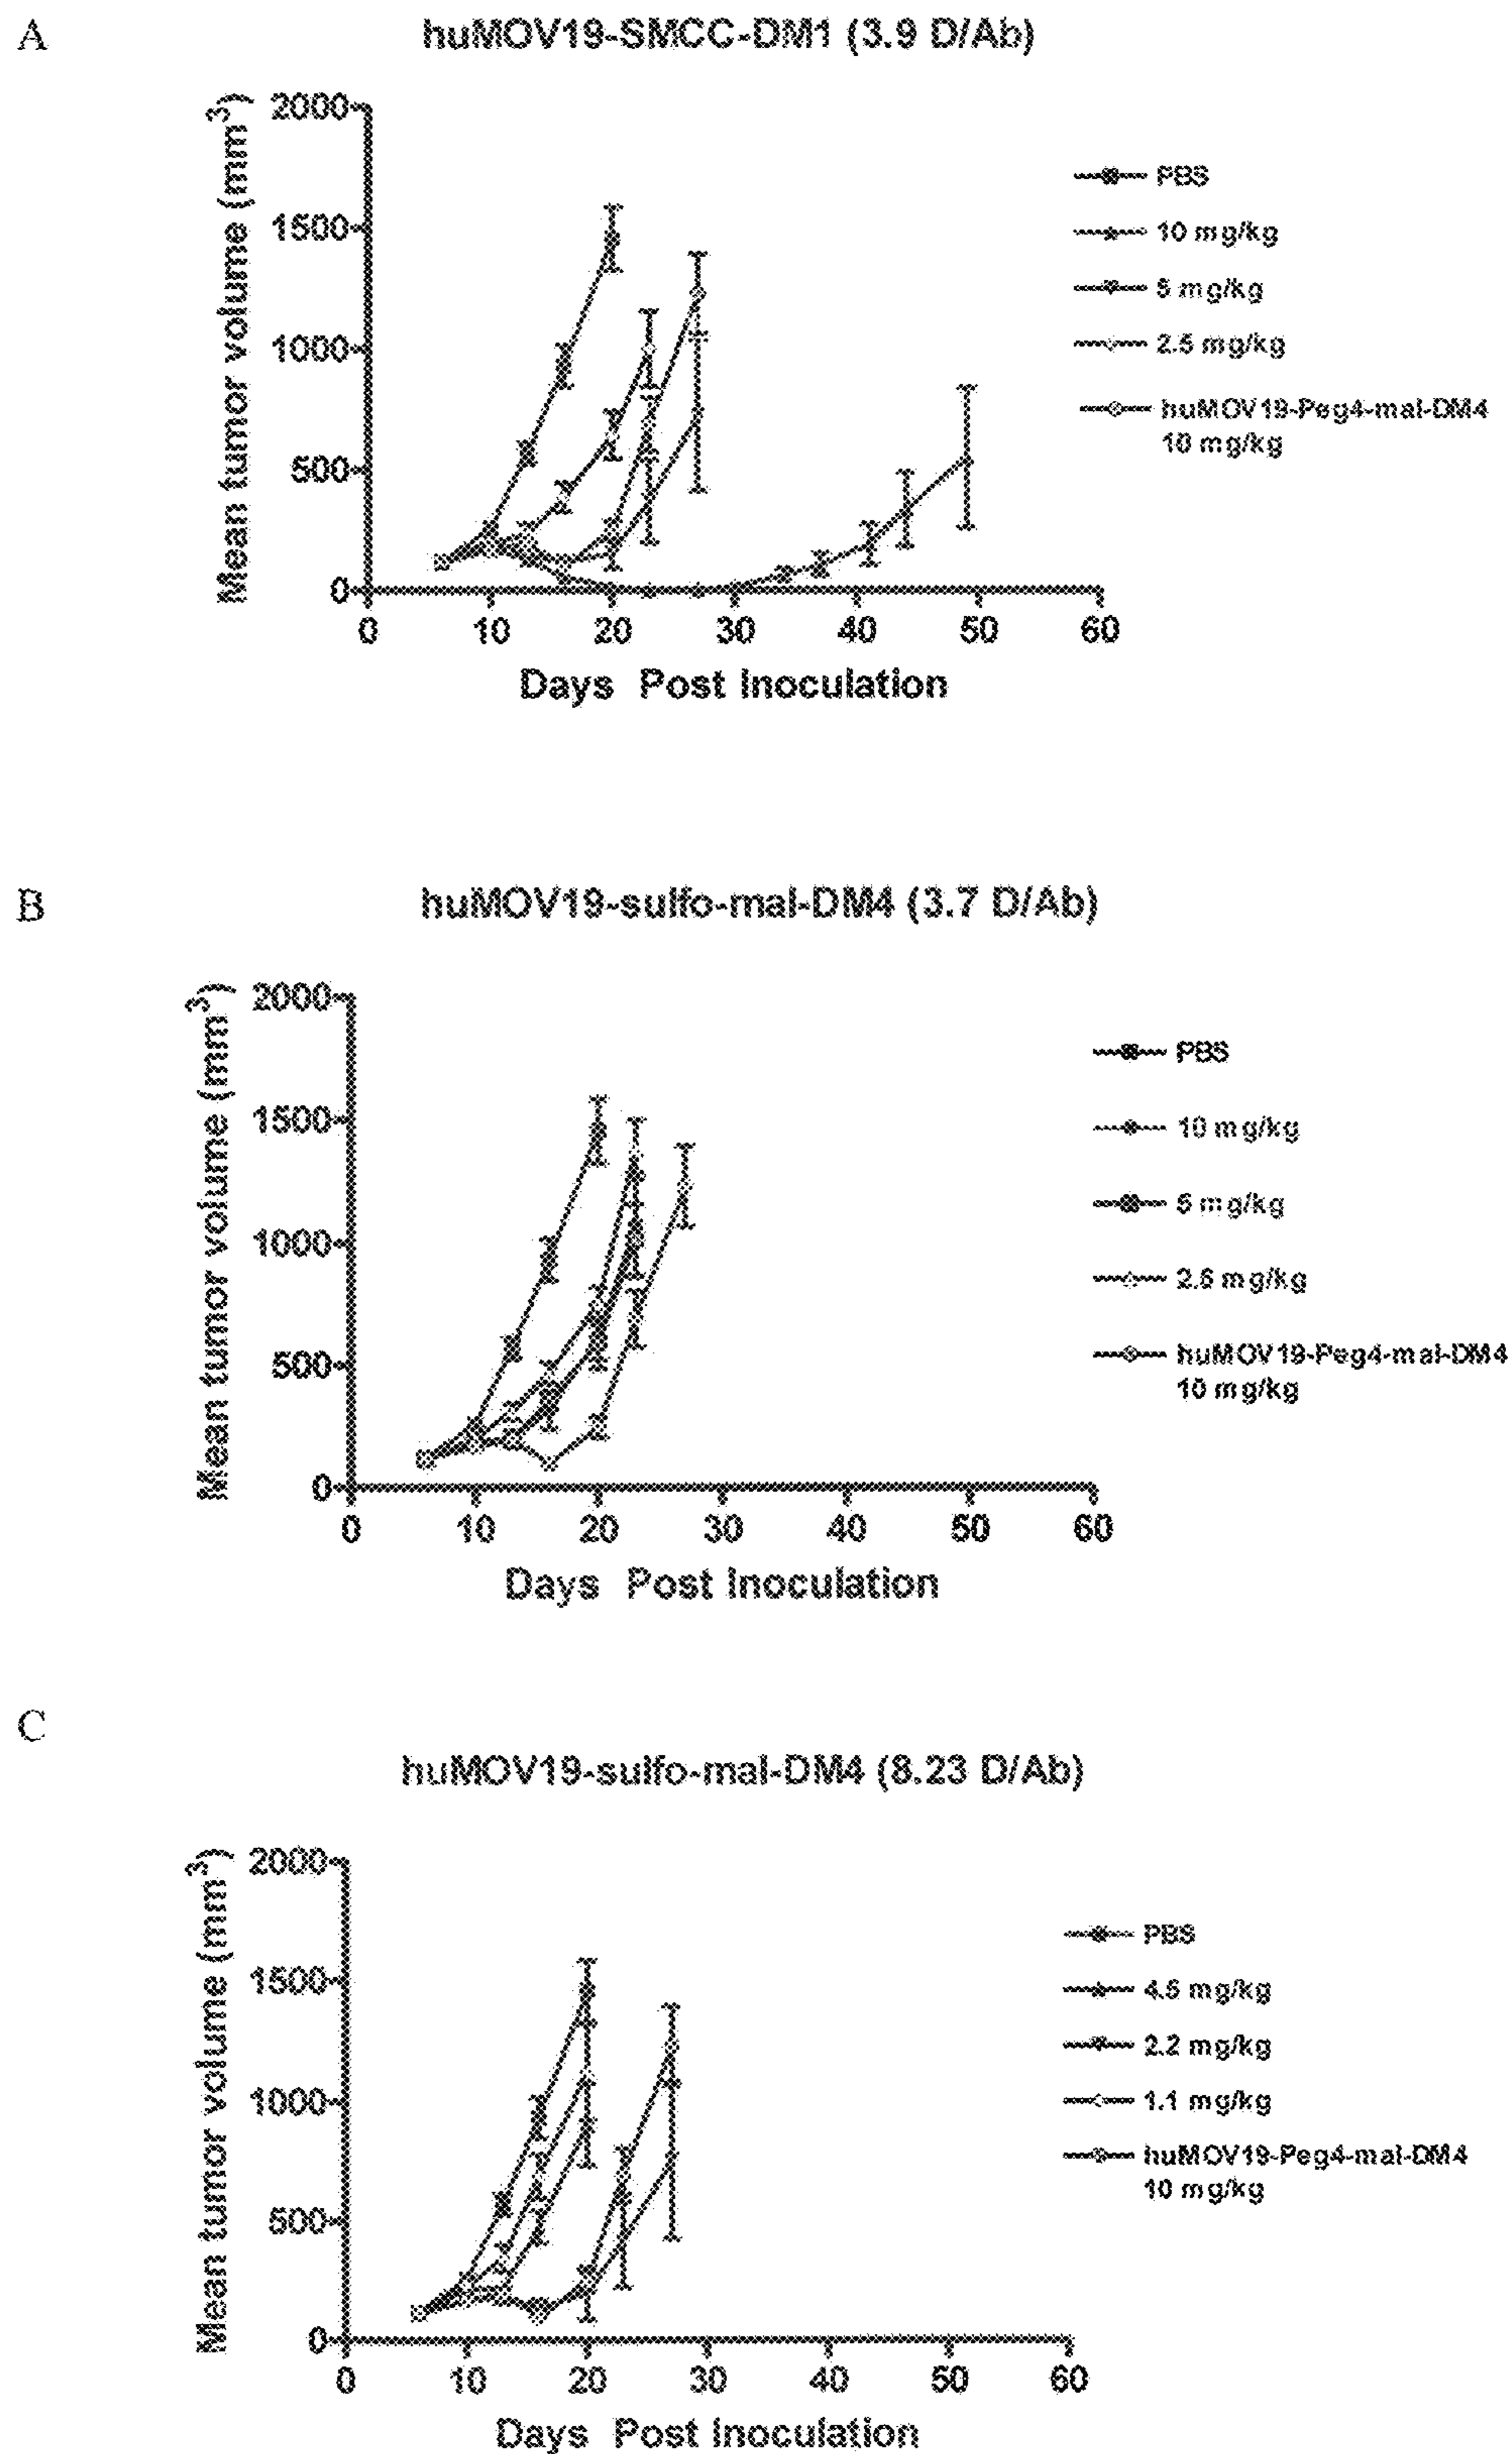 A
huMOV19-SMCC-DM1 (3.9 D/Ab)
Mean tumor volume (mm3)
2000
1500
1000
500
0
0 10 20 30 40 50 60
Days Post Inoculation
PBS
10 mg/kg
5 mg/kg
2.5 mg/kg
huMOV19-Peg4-mal-DM4
10 mg/kg
B
huMOV19-sulfo-mal-DM4 (3.7 D/Ab)
Mean tumor volume (mm3)
2000
1500
1000
500
0
0 10 20 30 40 50 60
Days Post Inoculation
PBS
10 mg/kg
5 mg/kg
2.5 mg/kg
huMOV19-Peg4-mal-DM4
10 mg/kg
C
huMOV19-sulfo-mal-DM4 (8.23 D/Ab)
Mean tumor volume (mm3)
2000
1500
1000
500
0
0 10 20 30 40 50 60
Days Post Inoculation
PBS
4.5 mg/kg
2.2 mg/kg
1.1 mg/kg
huMOV19-Peg4-mal-DM4
10 mg/kg